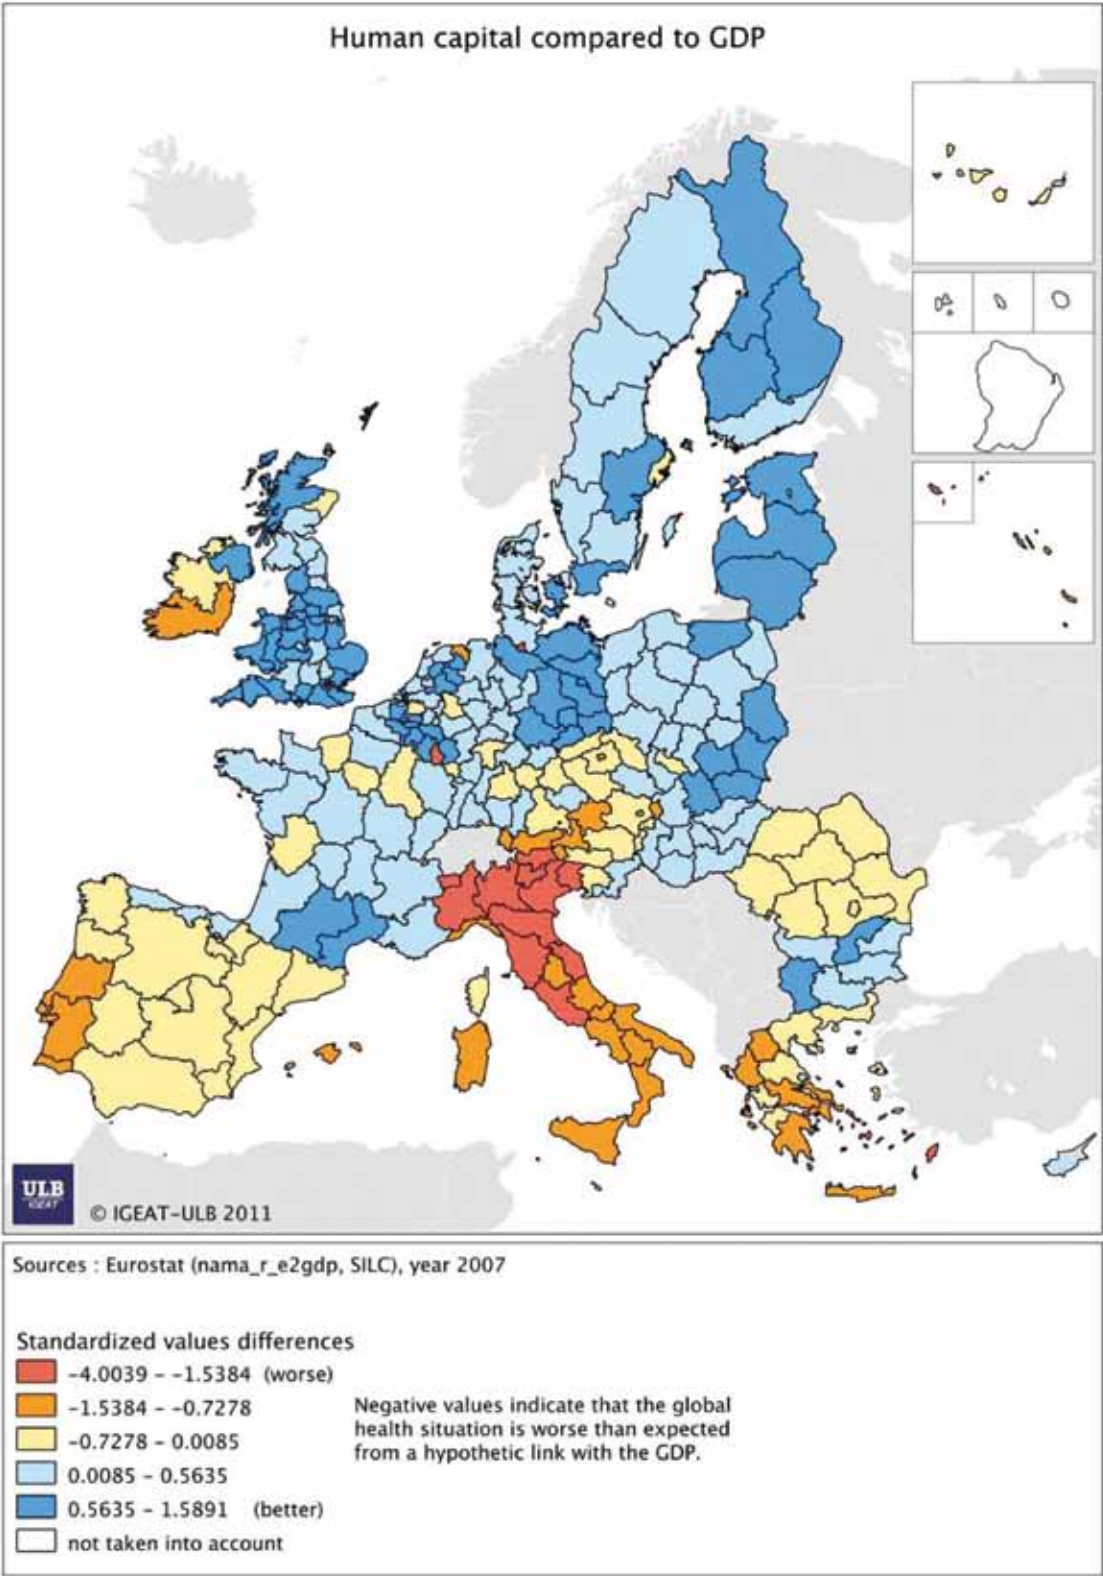 Human capital compared to GDP
ULB
IGEAT
© IGEAT-ULB 2011
Sources : Eurostat (nama_r_e2gdp, SILC), year 2007
Standardized values differences
-4.0039 - -1.5384 (worse)
-1.5384 - -0.7278
-0.7278 - 0.0085
0.0085 - 0.5635
0.5635 - 1.5891 (better)
not taken into account
Negative values indicate that the global
health situation is worse than expected
from a hypothetic link with the GDP.